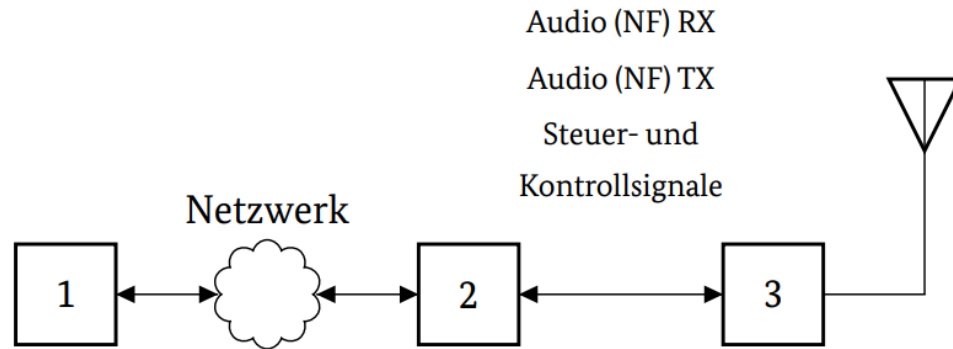 Audio (NF) RX
Audio (NF) TX
Steuer- und
Kontrollsignale
Netzwerk
1
2
3